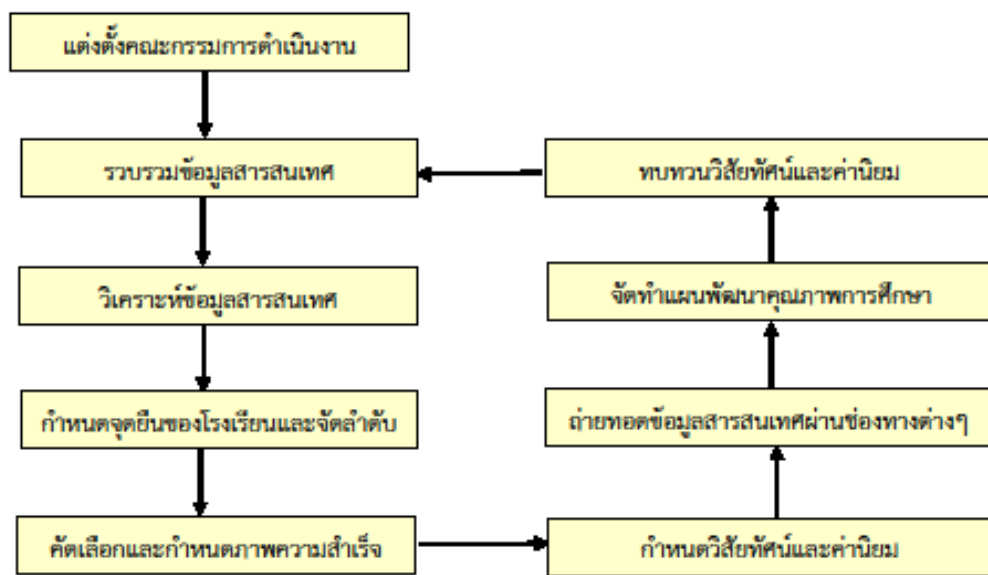 แต่งตั้งคณะกรรมการดำเนินงาน
รวบรวมข้อมูลสารสนเทศ
วิเคราะห์ข้อมูลสารสนเทศ
กำหนดจุดยืนของโรงเรียนและจัดลำดับ
คัดเลือกและกำหนดภาพความสำเร็จ
กำหนดวิสัยทัศน์และค่านิยม
ถ่ายทอดข้อมูลสารสนเทศผ่านช่องทางต่างๆ
จัดทำแผนพัฒนาคุณภาพการศึกษา
ทบทวนวิสัยทัศน์และค่านิยม